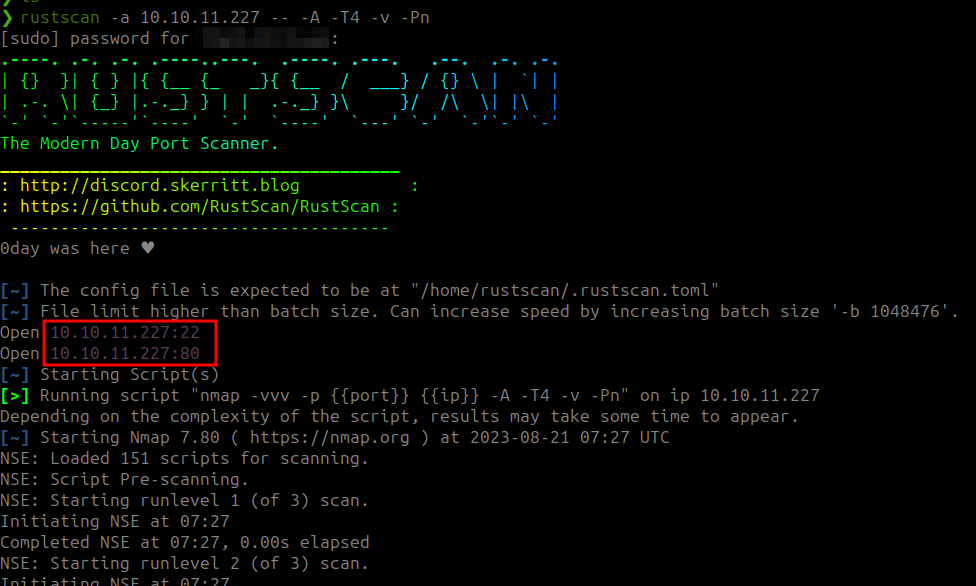 ❯ rustscan -a 10.10.11.227 -- -A -T4 -v -Pn
[sudo] password for :
.----. .-. .-. .----..---.  .----. .---.   .--.  .-. .-.
| {}  }| { } |{ {__ {_   _}{ {__  /  ___} / {} \ |  `| |
| .-. \| {_} |.-._} } | |  .-._} }\     }/  /\  \| |\  |
`-' `-'`-----'`----'  `-'  `----'  `---' `-'  `-'`-' `-'
The Modern Day Port Scanner.
________________________________________
: http://discord.skerritt.blog           :
: https://github.com/RustScan/RustScan :
 --------------------------------------
0day was here ♥
[~] The config file is expected to be at "/home/rustscan/.rustscan.toml"
[~] File limit higher than batch size. Can increase speed by increasing batch size '-b 1048476'.
Open 10.10.11.227:22
Open 10.10.11.227:80
[~] Starting Script(s)
[>] Running script "nmap -vvv -p {{port}} {{ip}} -A -T4 -v -Pn" on ip 10.10.11.227
Depending on the complexity of the script, results may take some time to appear.
[~] Starting Nmap 7.80 ( https://nmap.org ) at 2023-08-21 07:27 UTC
NSE: Loaded 151 scripts for scanning.
NSE: Script Pre-scanning.
NSE: Starting runlevel 1 (of 3) scan.
Initiating NSE at 07:27
Completed NSE at 07:27, 0.00s elapsed
NSE: Starting runlevel 2 (of 3) scan.
Initiating NSE at 07:27